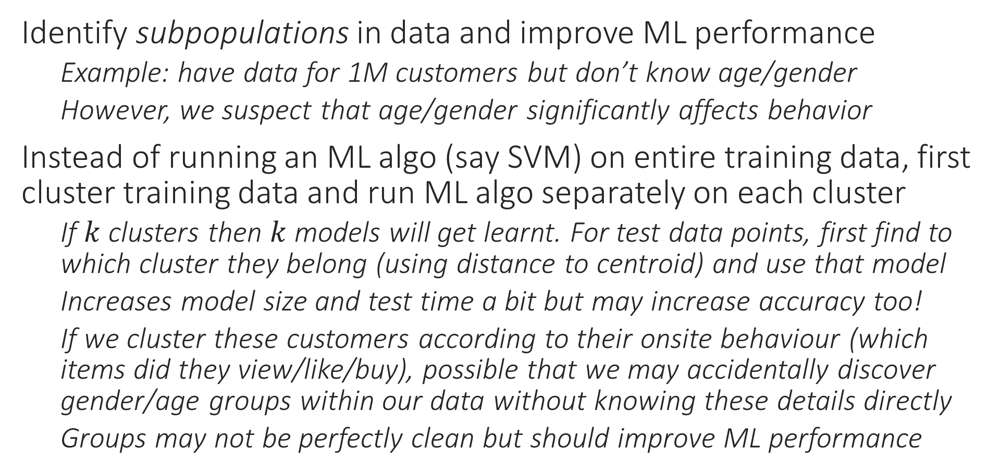 Identify subpopulations in data and improve ML performance
Example: have data for 1M customers but don’t know age/gender
However, we suspect that age/gender significantly affects behavior
Instead of running an ML algo (say SVM) on entire training data, first
cluster training data and run ML algo separately on each cluster
If k clusters then k models will get learnt. For test data points, first find to
which cluster they belong (using distance to centroid) and use that model
Increases model size and test time a bit but may increase accuracy too!
If we cluster these customers according to their onsite behaviour (which
items did they view/like/buy), possible that we may accidentally discover
gender/age groups within our data without knowing these details directly
Groups may not be perfectly clean but should improve ML performance